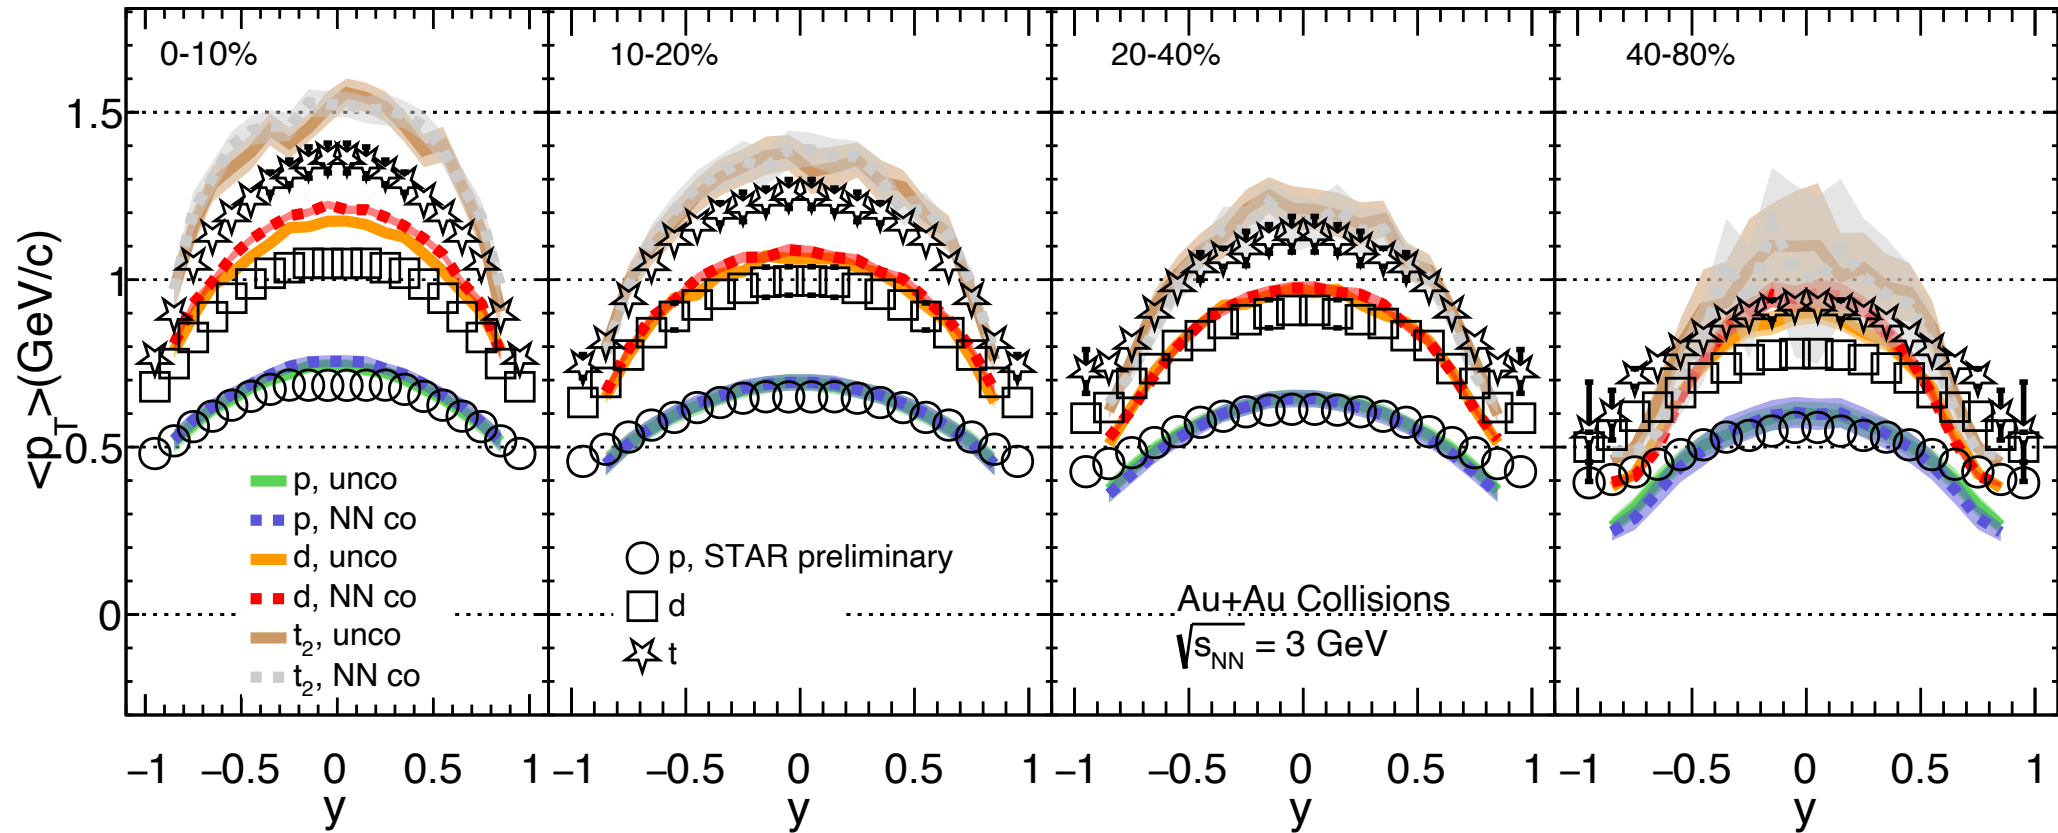 0-10%
10-20%
20-40%
40-80%
<p_T>(GeV/c)
1.5
1
0.5
0
p, unco
p, NN co
d, unco
d, NN co
t_2, unco
t_2, NN co
p, STAR preliminary
d
t
Au+Au Collisions
√s_NN = 3 GeV
−1 −0.5 0 0.5 1
−1 −0.5 0 0.5 1
−1 −0.5 0 0.5 1
−1 −0.5 0 0.5 1
y
y
y
y